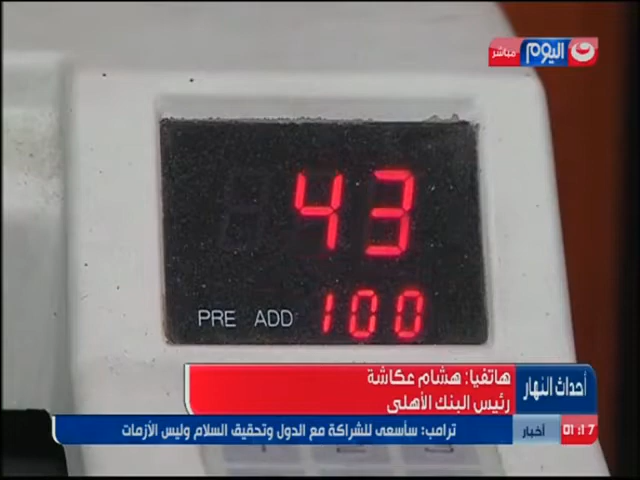 مباشر اليوم
43
PRE ADD 100
هاتفيا: هشام عكاشة
رئيس البنك الأهلى
أحداث النهار
ترامب: سأسعى للشراكة مع الدول وتحقيق السلام وليس الأزمات
أخبار
01:17